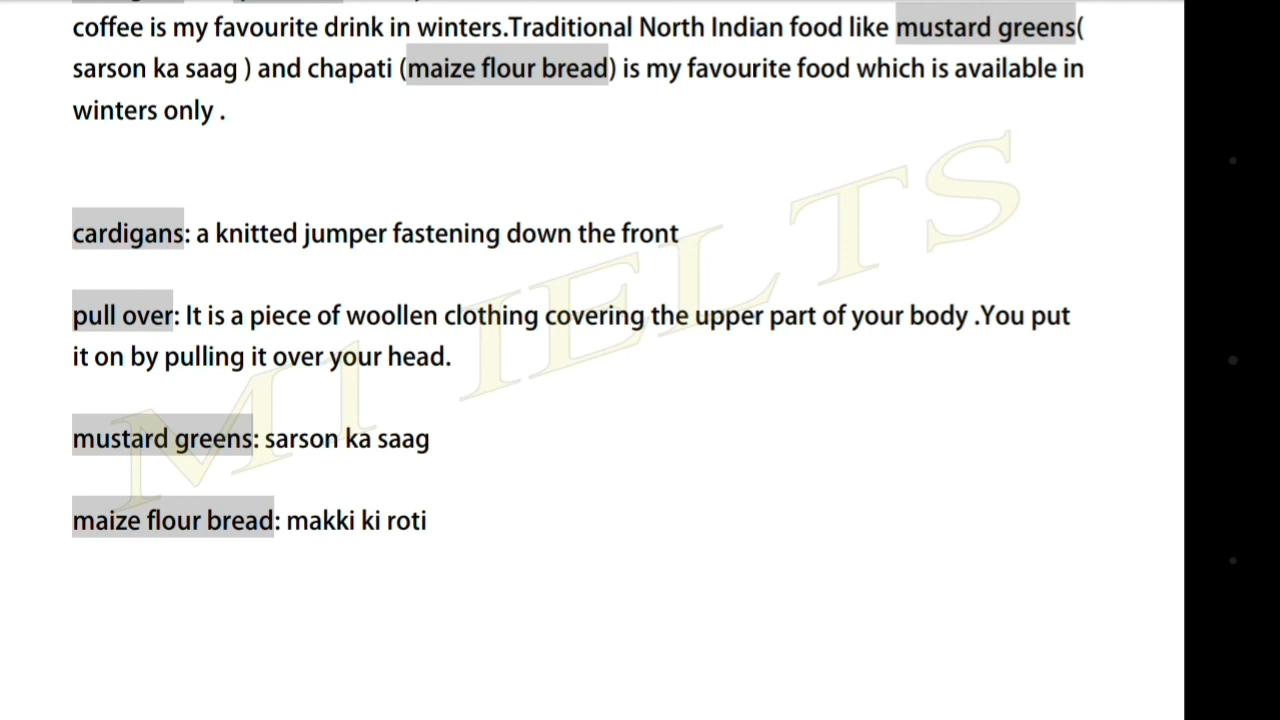 coffee is my favourite drink in winters.Traditional North Indian food like mustard greens(
sarson ka saag ) and chapati (maize flour bread) is my favourite food which is available in
winters only .
cardigans: a knitted jumper fastening down the front
pull over: It is a piece of woollen clothing covering the upper part of your body .You put
it on by pulling it over your head.
mustard greens: sarson ka saag
maize flour bread: makki ki roti
M1 IELTS